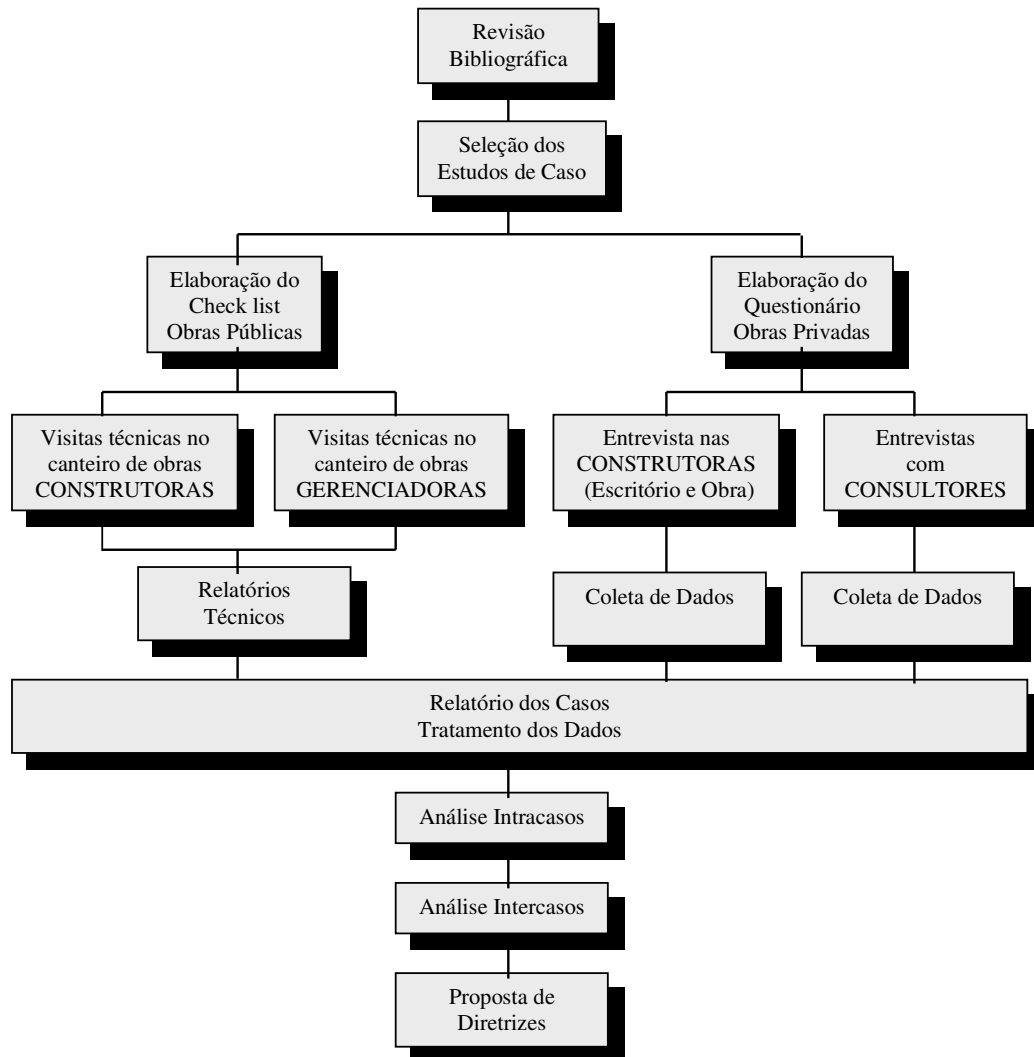 Revisão
Bibliográfica
Seleção dos
Estudos de Caso
Elaboração do
Check list
Obras Públicas
Elaboração do
Questionário
Obras Privadas
Visitas técnicas no
canteiro de obras
CONSTRUTORAS
Visitas técnicas no
canteiro de obras
GERENCIADORAS
Entrevista nas
CONSTRUTORAS
(Escritório e Obra)
Entrevistas
com
CONSULTORES
Relatórios
Técnicos
Coleta de Dados
Coleta de Dados
Relatório dos Casos
Tratamento dos Dados
Análise Intracasos
Análise Intercasos
Proposta de
Diretrizes